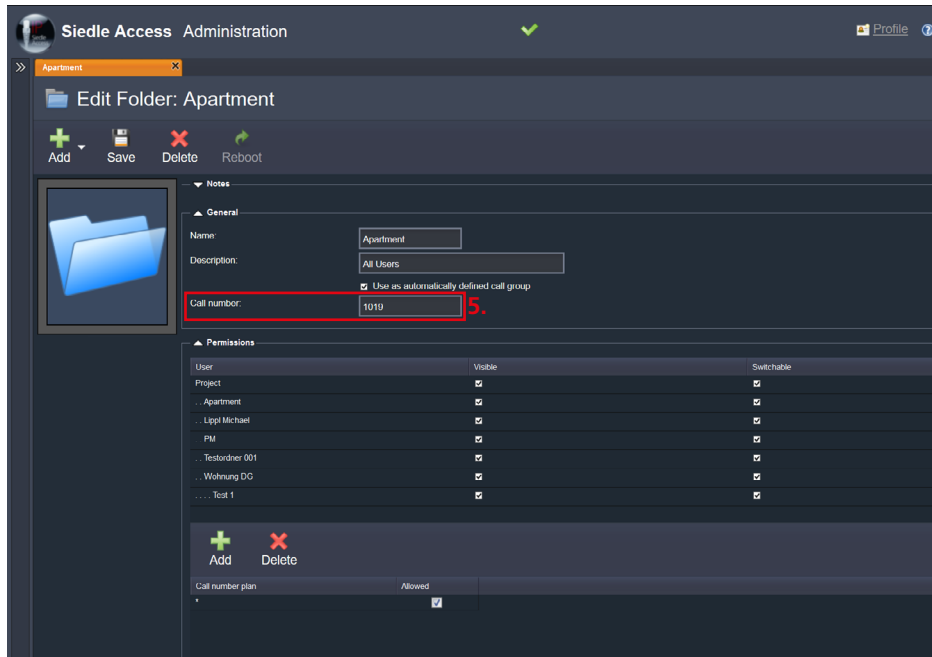 Siedle Access Administration
Profile
Apartment
Edit Folder: Apartment
Add
Save
Delete
Reboot
Notes
General
Name:
Apartment
Description:
All Users
Use as automatically defined call group
Call number:
1019
5.
Permissions
User Visible Switchable
Project
. . Apartment
. . Lippl Michael
PM
. . Testordner 001
. . Wohnung DG
. . . . Test 1
Add
Delete
Call number plan Allowed
*